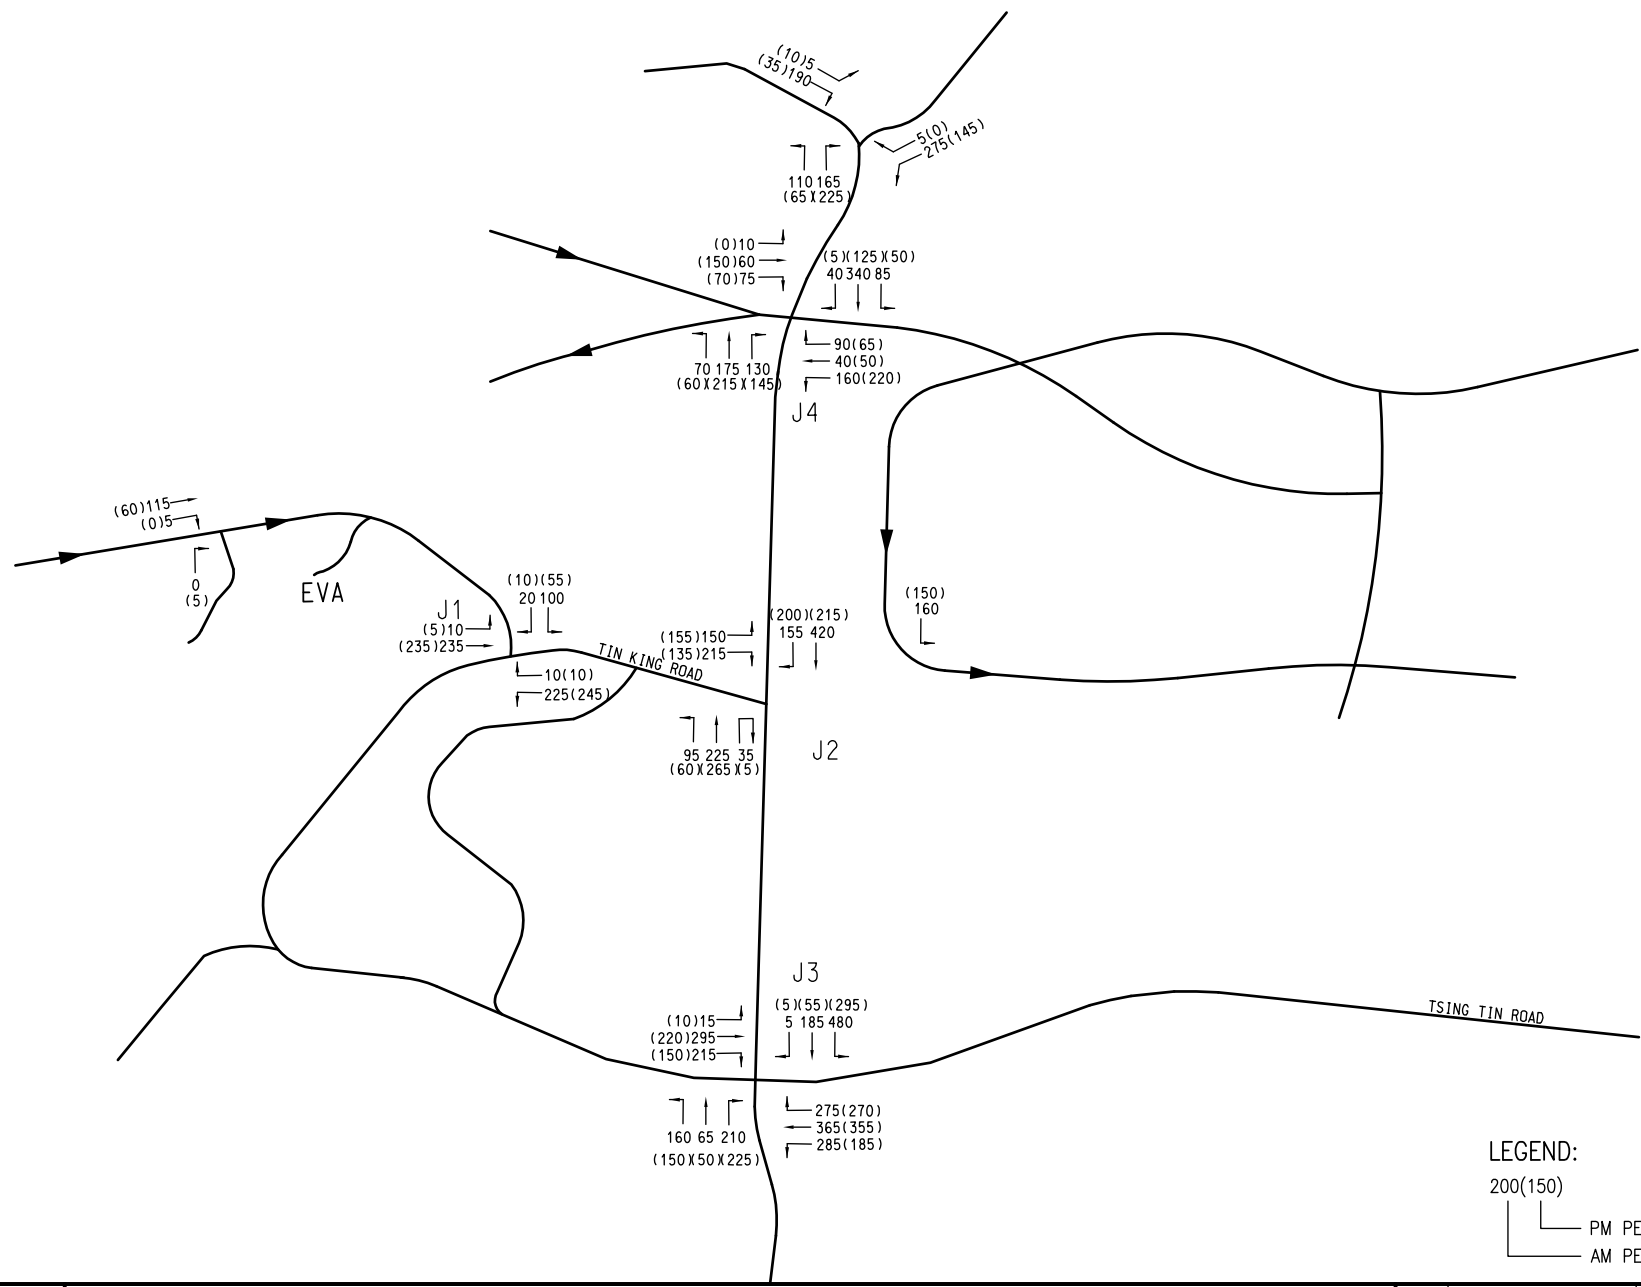 (10)5
(35)190
5(0)
275(145)
110 165
(65)(225)
(0)10
(150)60
(70)75
(5)(125)(50)
40 340 85
70 175 130
(60)(215)(145)
90(65)
40(50)
160(220)
J4
(60)115
(0)5
0
(5)
EVA
J1
(10)(55)
20 100
(5)10
(235)235
10(10)
225(245)
TIN KING ROAD
(155)150
(135)215
(200)(215)
155 420
(150)
160
95 225 35
(60)(265)(5)
J2
J3
(5)(55)(295)
5 185 480
(10)15
(220)295
(150)215
TSING TIN ROAD
160 65 210
(150)(50)(225)
275(270)
365(355)
285(185)
LEGEND:
200(150)
PM PE
AM PE